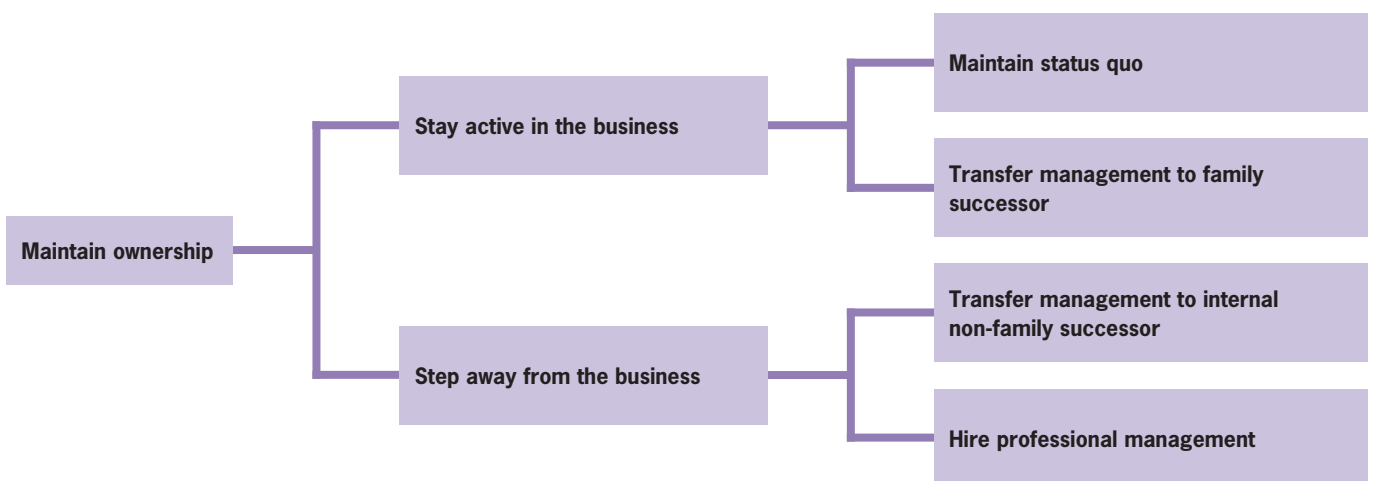 Maintain ownership
Stay active in the business
Step away from the business
Maintain status quo
Transfer management to family
successor
Transfer management to internal
non-family successor
Hire professional management